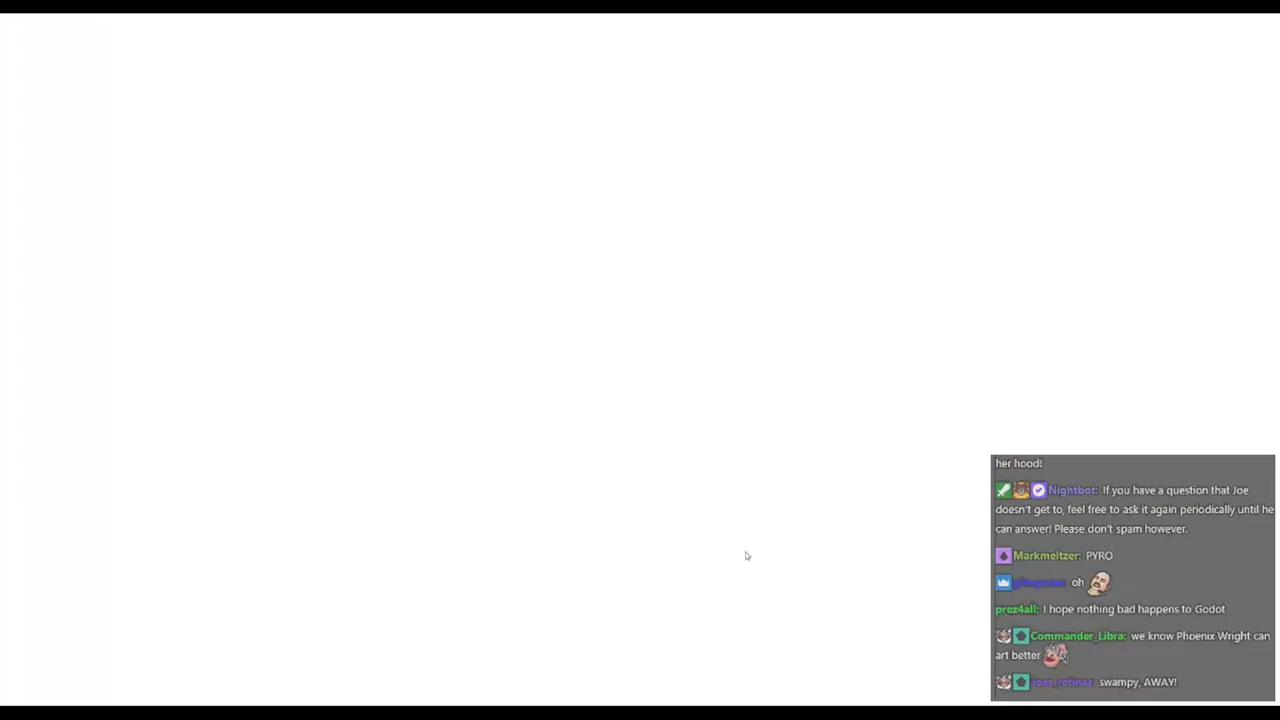 her hood!
Nightbot: If you have a question that Joe
doesn't get to, feel free to ask it again periodically until he
can answer! Please don't spam however.
Markmeltzer: PYRO
oh
prez4all: I hope nothing bad happens to Godot
Commander_Libra: we know Phoenix Wright can
art better
joes_retinas: swampy, AWAY!